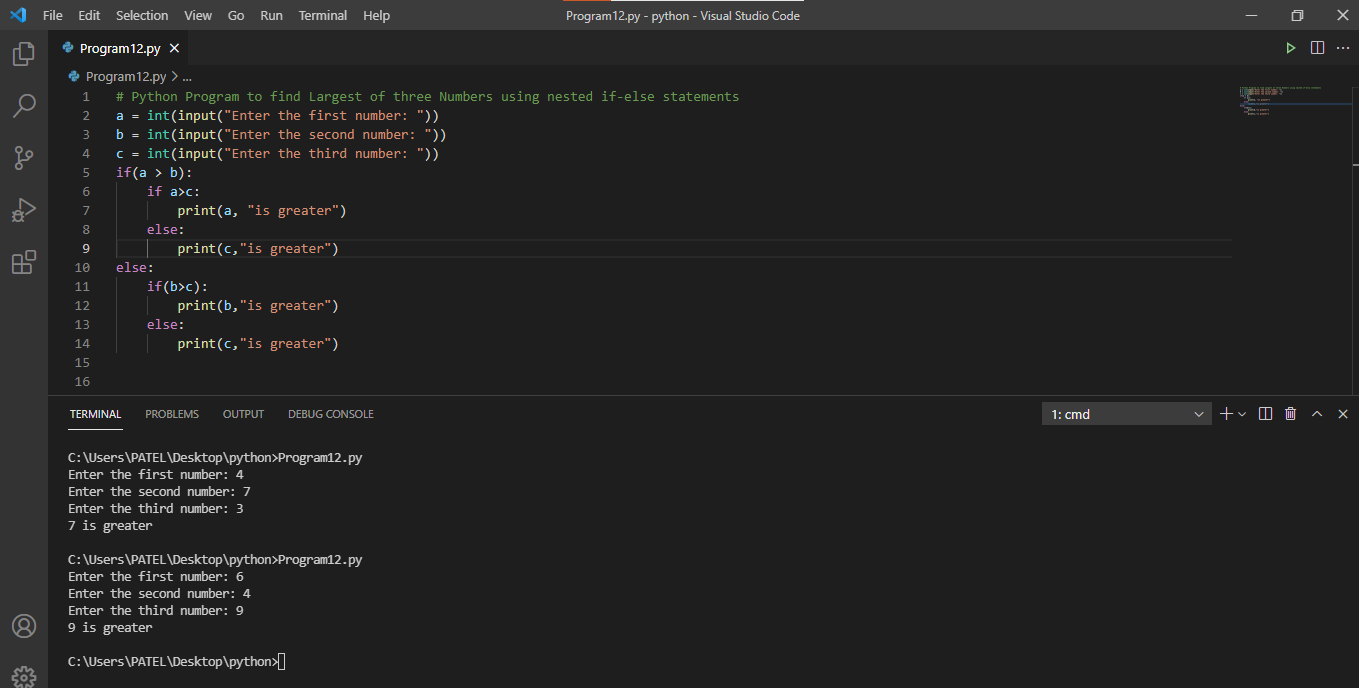 File Edit Selection View Go Run Terminal Help Program12.py - python - Visual Studio Code
Program12.py
Program12.py > ...
1 # Python Program to find Largest of three Numbers using nested if-else statements
2 a = int(input("Enter the first number: "))
3 b = int(input("Enter the second number: "))
4 c = int(input("Enter the third number: "))
5 if(a > b):
6     if a>c:
7         print(a, "is greater")
8     else:
9         print(c,"is greater")
10 else:
11     if(b>c):
12         print(b,"is greater")
13     else:
14         print(c,"is greater")
15
16
TERMINAL PROBLEMS OUTPUT DEBUG CONSOLE 1: cmd
C:\Users\PATEL\Desktop\python>Program12.py
Enter the first number: 4
Enter the second number: 7
Enter the third number: 3
7 is greater
C:\Users\PATEL\Desktop\python>Program12.py
Enter the first number: 6
Enter the second number: 4
Enter the third number: 9
9 is greater
C:\Users\PATEL\Desktop\python>